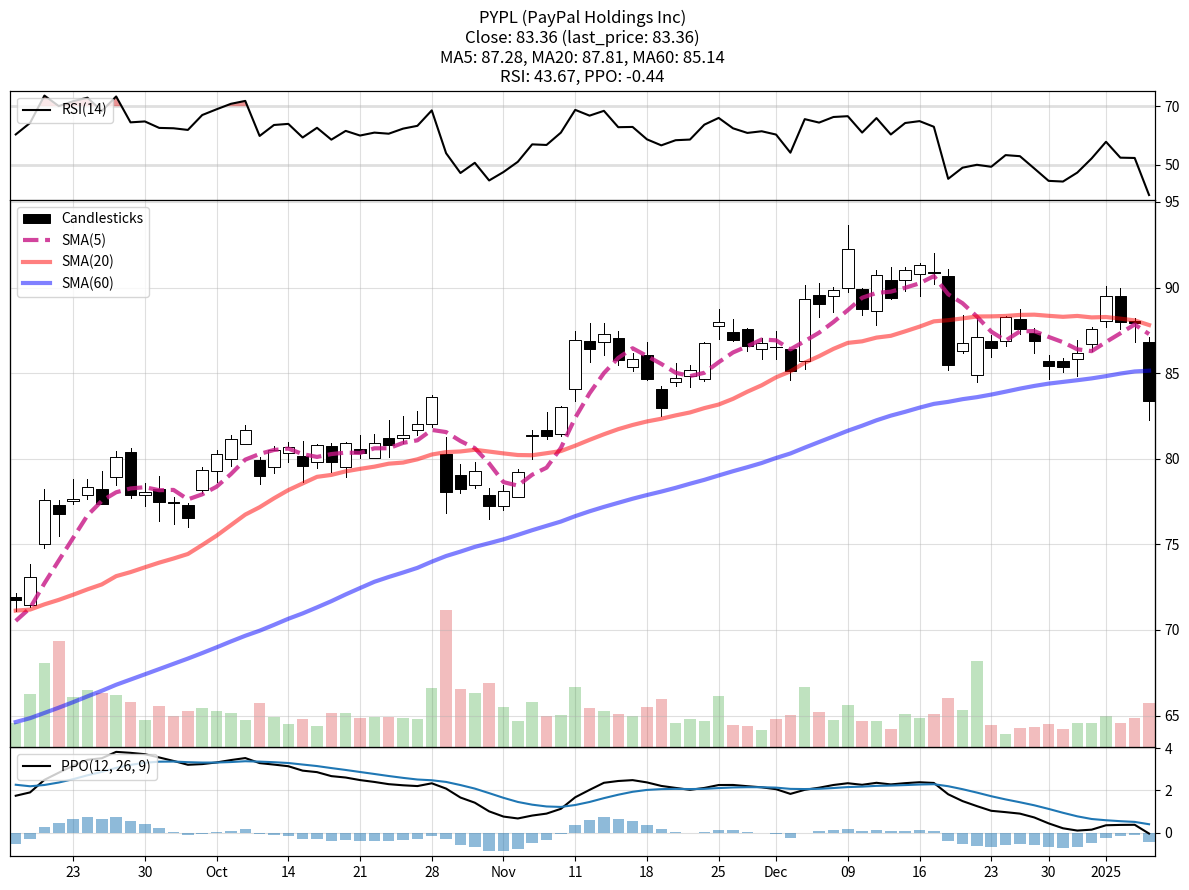 PYPL (PayPal Holdings Inc)
Close: 83.36 (last_price: 83.36)
MA5: 87.28, MA20: 87.81, MA60: 85.14
RSI: 43.67, PPO: -0.44
RSI(14)
70
50
95
Candlesticks
SMA(5)
SMA(20)
SMA(60)
90
85
80
75
70
65
PPO(12, 26, 9)
4
2
0
23 30 Oct 14 21 28 Nov 11 18 25 Dec 09 16 23 30 2025